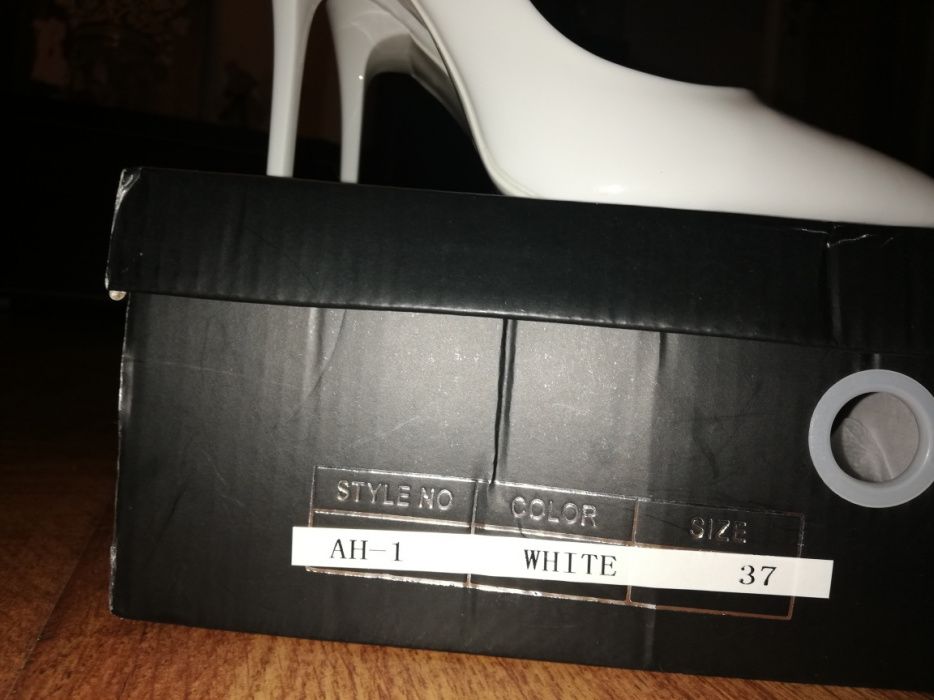 STYLE NO COLOR SIZE
AH-1 WHITE 37